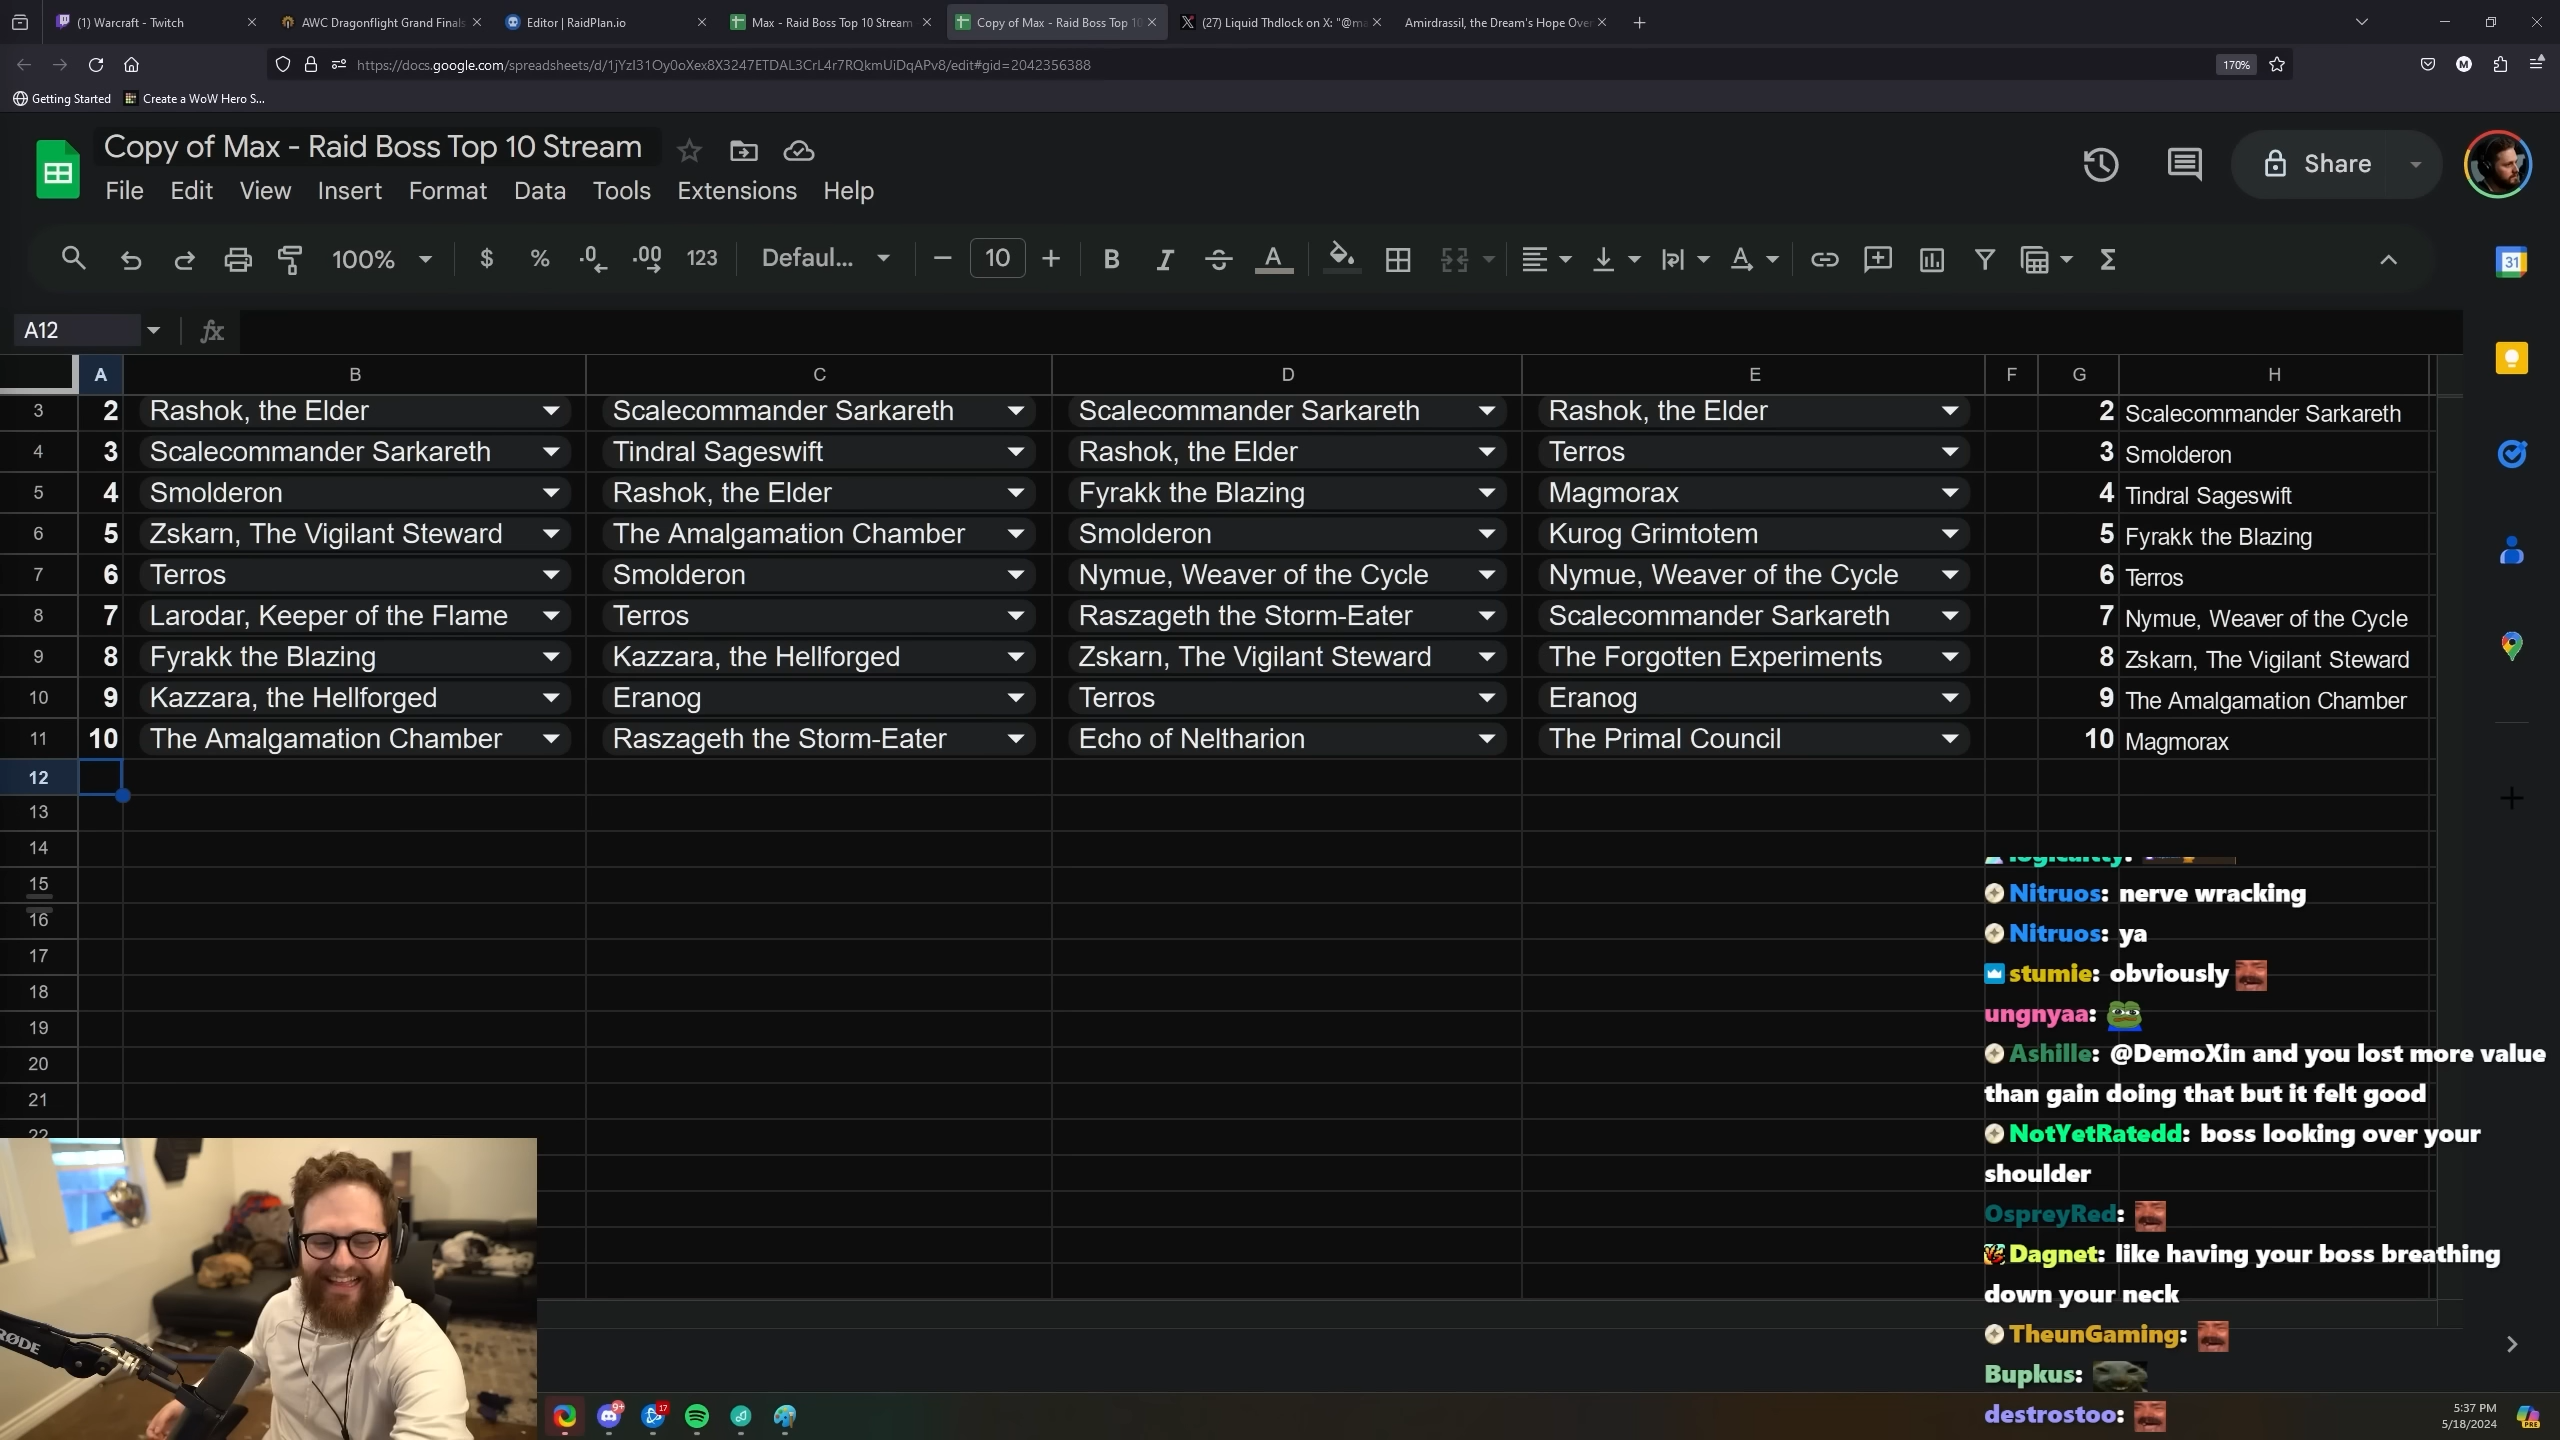 (1) Warcraft - Twitch
AWC Dragonflight Grand Finals
Editor | RaidPlan.io
Max - Raid Boss Top 10 Stream
Copy of Max - Raid Boss Top 10
(27) Liquid Thdlock on X: "@ma
Amirdrassil, the Dream's Hope Over
https://docs.google.com/spreadsheets/d/1jYzI31Oy0oXex8X3247ETDAL3CrL4r7RQkmUiDqAPv8/edit#gid=2042356388
170%
M
Getting Started
Create a WoW Hero S...
Copy of Max - Raid Boss Top 10 Stream
File Edit View Insert Format Data Tools Extensions Help
Share
100% $ % .0 .00 123 Defaul... 10 B I S A
31
A12 fx
A B C D E F G H
3 2 Rashok, the Elder Scalecommander Sarkareth Scalecommander Sarkareth Rashok, the Elder 2 Scalecommander Sarkareth
4 3 Scalecommander Sarkareth Tindral Sageswift Rashok, the Elder Terros 3 Smolderon
5 4 Smolderon Rashok, the Elder Fyrakk the Blazing Magmorax 4 Tindral Sageswift
6 5 Zskarn, The Vigilant Steward The Amalgamation Chamber Smolderon Kurog Grimtotem 5 Fyrakk the Blazing
7 6 Terros Smolderon Nymue, Weaver of the Cycle Nymue, Weaver of the Cycle 6 Terros
8 7 Larodar, Keeper of the Flame Terros Raszageth the Storm-Eater Scalecommander Sarkareth 7 Nymue, Weaver of the Cycle
9 8 Fyrakk the Blazing Kazzara, the Hellforged Zskarn, The Vigilant Steward The Forgotten Experiments 8 Zskarn, The Vigilant Steward
10 9 Kazzara, the Hellforged Eranog Terros Eranog 9 The Amalgamation Chamber
11 10 The Amalgamation Chamber Raszageth the Storm-Eater Echo of Neltharion The Primal Council 10 Magmorax
12
13
14
15
16
17
18
19
20
21
22
Nitruos: nerve wracking
Nitruos: ya
stumie: obviously
ungnyaa:
Ashille: @DemoXin and you lost more value
than gain doing that but it felt good
NotYetRatedd: boss looking over your
shoulder
OspreyRed:
Dagnet: like having your boss breathing
down your neck
TheunGaming:
Bupkus:
destrostoo:
RØDE
9+
17
5:37 PM
5/18/2024
PRE